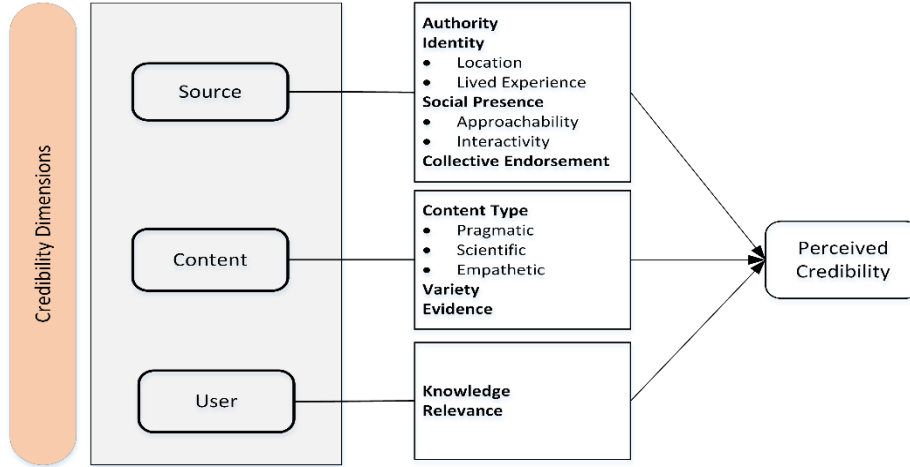 Credibility Dimensions
Source
Authority
Identity
• Location
• Lived Experience
Social Presence
• Approachability
• Interactivity
Collective Endorsement
Content
Content Type
• Pragmatic
• Scientific
• Empathetic
Variety
Evidence
User
Knowledge
Relevance
Perceived
Credibility